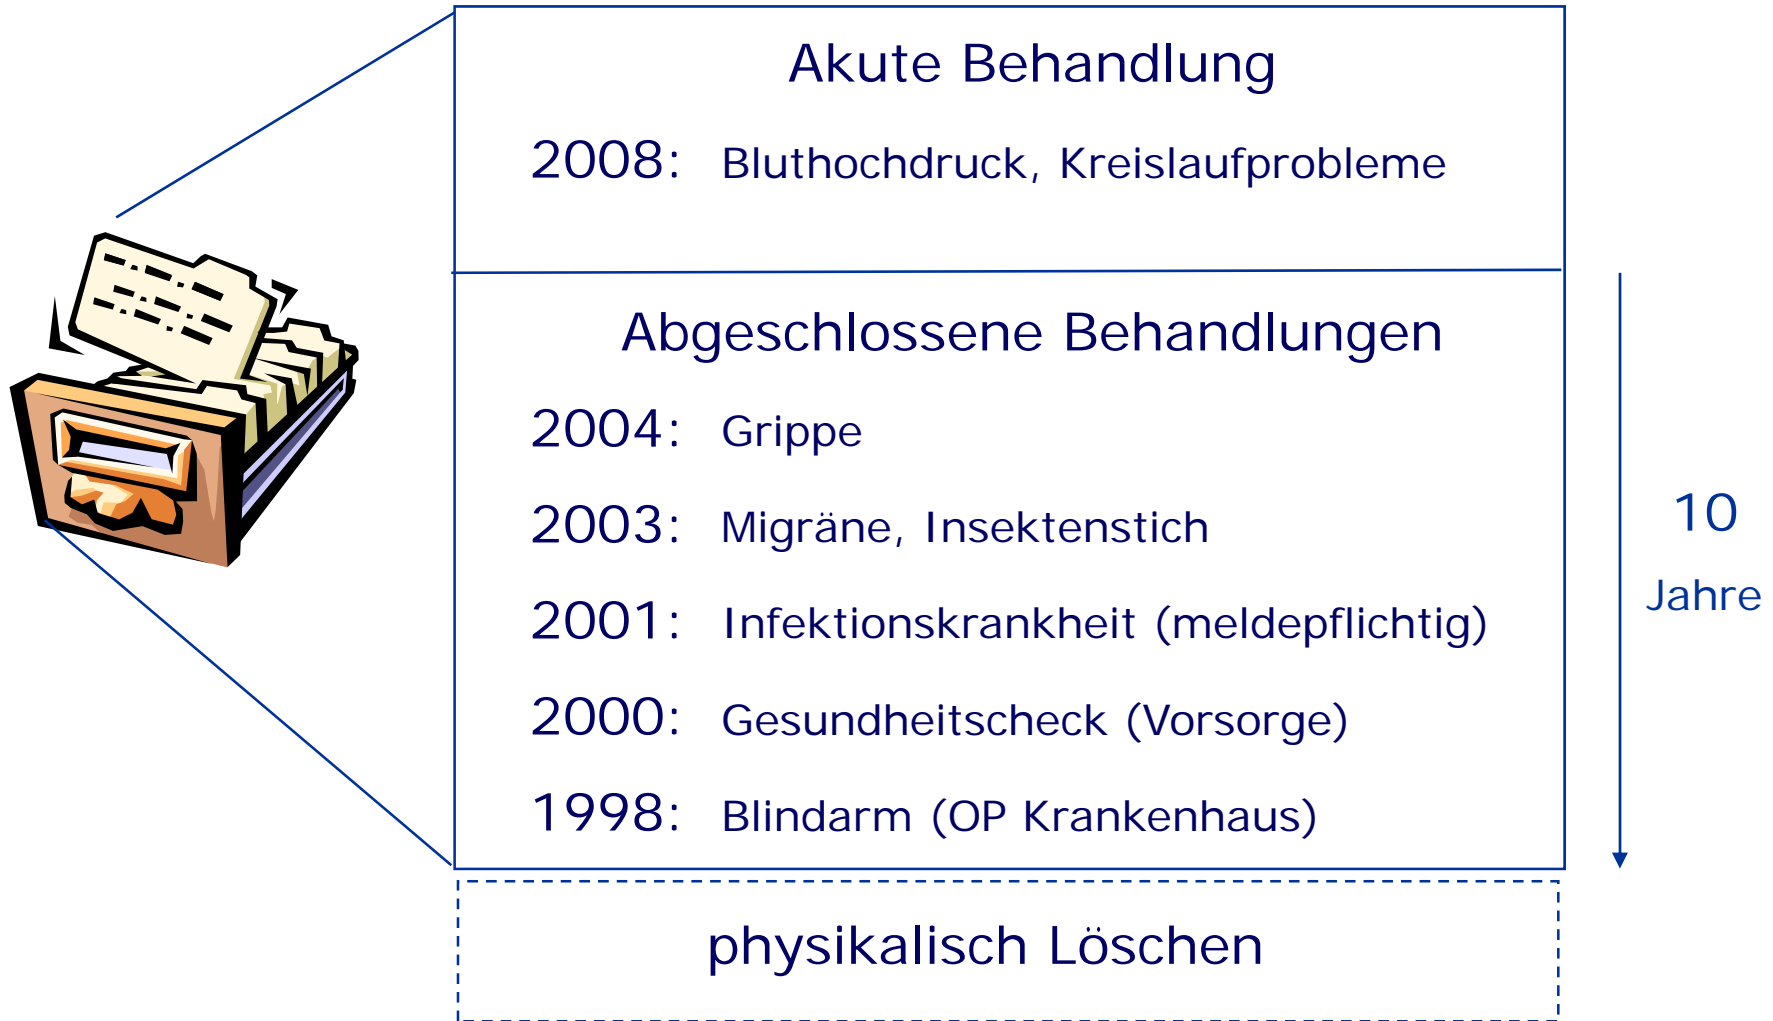 Akute Behandlung
2008: Bluthochdruck, Kreislaufprobleme
Abgeschlossene Behandlungen
2004: Grippe
2003: Migräne, Insektenstich
2001: Infektionskrankheit (meldepflichtig)
2000: Gesundheitscheck (Vorsorge)
1998: Blindarm (OP Krankenhaus)
10
Jahre
physikalisch Löschen